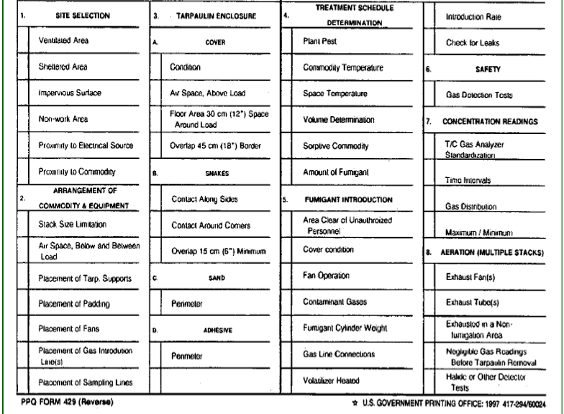 1. SITE SELECTION
Ventilated Area
Sheltered Area
Impervious Surface
Non-work Area
Proximity to Electrical Source
Proximity to Commodity
2. ARRANGEMENT OF
COMMODITY & EQUIPMENT
Stack Size Limitation
Air Space, Below and Between
Load
Placement of Tarp. Supports
Placement of Padding
Placement of Fans
Placement of Gas Introduction
Line(s)
Placement of Sampling Lines
3. TARPAULIN ENCLOSURE
A. COVER
Condition
Air Space, Above Load
Floor Area 30 cm (12") Space
Around Load
Overlap 45 cm (18") Border
B. SNAKES
Contact Along Sides
Contact Around Corners
Overlap 15 cm (6") Minimum
C. SAND
Perimeter
D. ADHESIVE
Perimeter
4. TREATMENT SCHEDULE
DETERMINATION
Plant Pest
Commodity Temperature
Space Temperature
Volume Determination
Sorptive Commodity
Amount of Fumigant
5. FUMIGANT INTRODUCTION
Area Clear of Unauthroized
Personnel
Cover condition
Fan Operation
Contaminant Gases
Fumigant Cylinder Weight
Gas Line Connections
Volatilizer Heated
Introduction Rate
Check for Leaks
6. SAFETY
Gas Detection Tests
7. CONCENTRATION READINGS
T/C Gas Analyzer
Standardization
Time Intervals
Gas Distribution
Maximum / Minimum
8. AERATION (MULTIPLE STACKS)
Exhaust Fan(s)
Exhaust Tube(s)
Exhausted in a Non-
fumigation Area
Negligible Gas Readings
Before Tarpaulin Removal
Halide or Other Detector
Tests
PPQ FORM 429 (Reverse)
☆ U.S. GOVERNMENT PRINTING OFFICE: 1997 417-294/60024